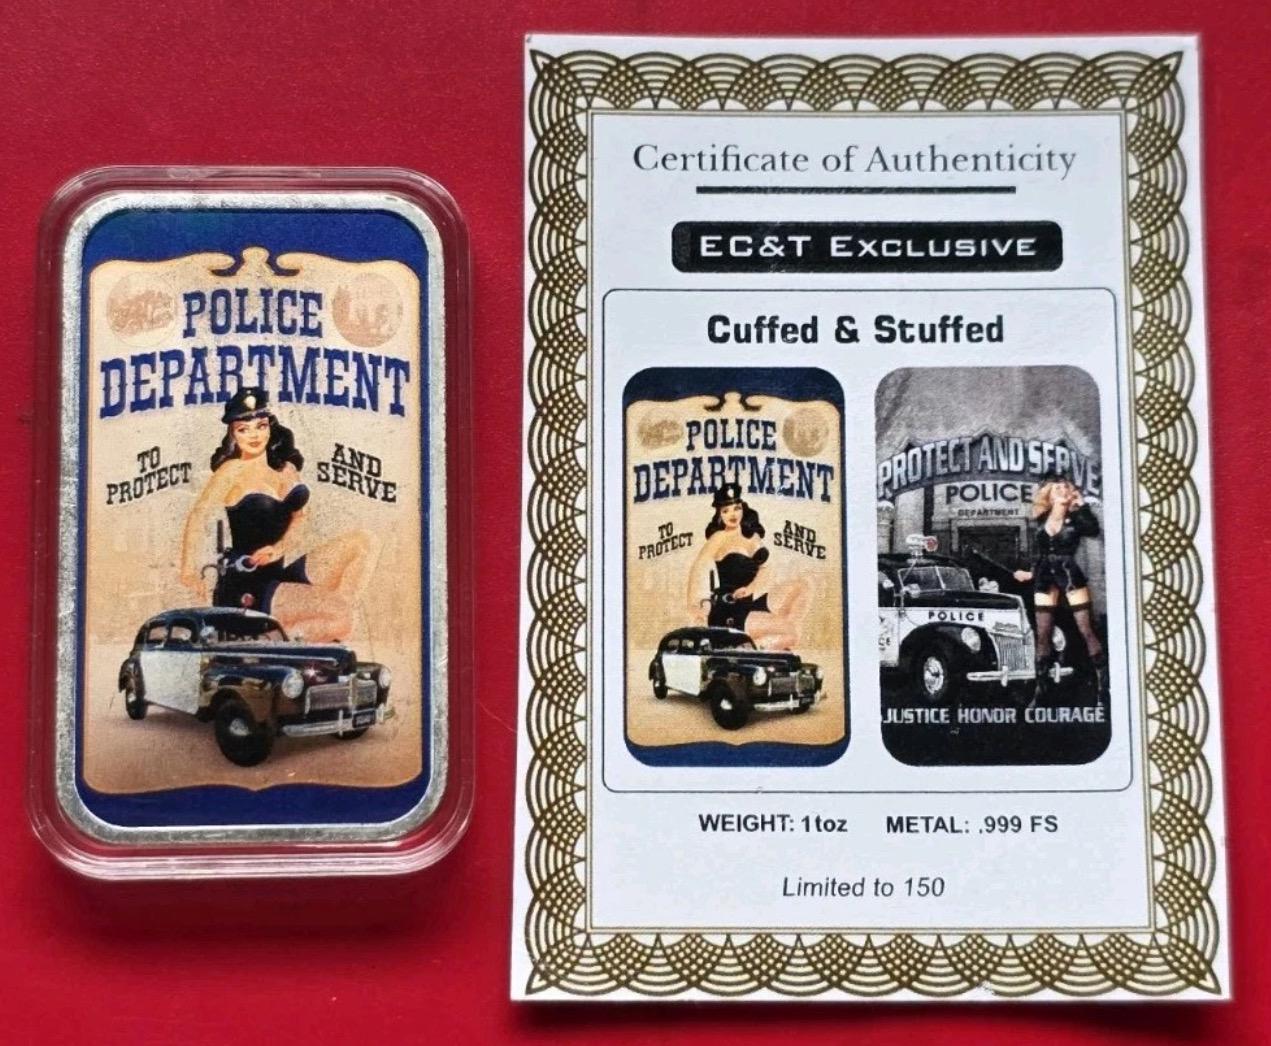 POLICE
DEPARTMENT
TO
PROTECT
AND
SERVE
Certificate of Authenticity
EC&T EXCLUSIVE
Cuffed & Stuffed
POLICE
DEPARTMENT
TO
PROTECT
AND
SERVE
PROTECT AND SERVE
POLICE
DEPARTMENT
POLICE
JUSTICE HONOR COURAGE
WEIGHT: 1toz METAL: .999 FS
Limited to 150